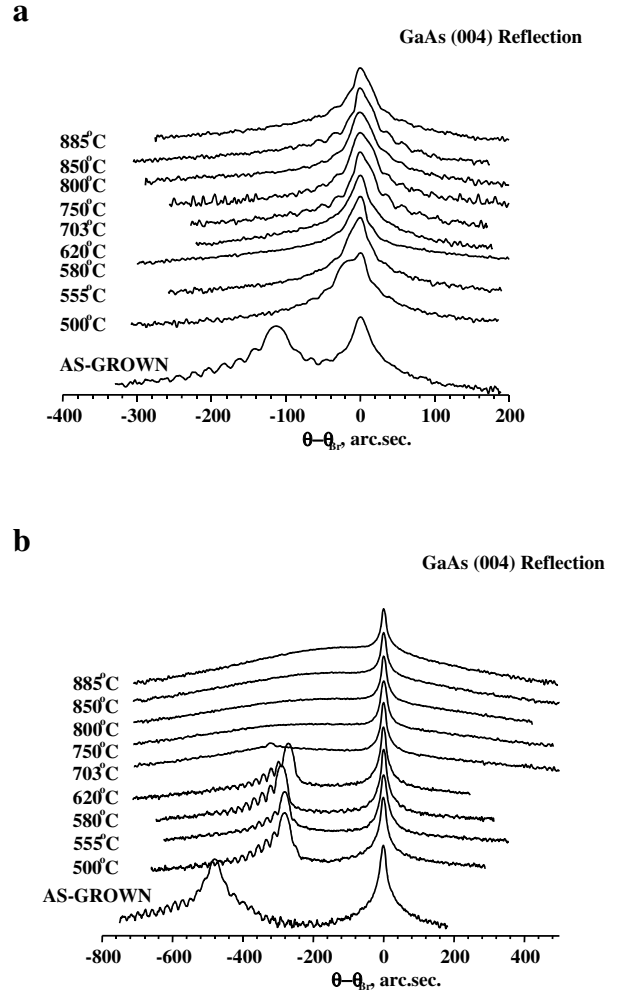 a
GaAs (004) Reflection
885°C
850°C
800°C
750°C
703°C
620°C
580°C
555°C
500°C
AS-GROWN
-400 -300 -200 -100 0 100 200
θ–θBr, arc.sec.
b
GaAs (004) Reflection
885°C
850°C
800°C
750°C
703°C
620°C
580°C
555°C
500°C
AS-GROWN
-800 -600 -400 -200 0 200 400
θ–θBr, arc.sec.